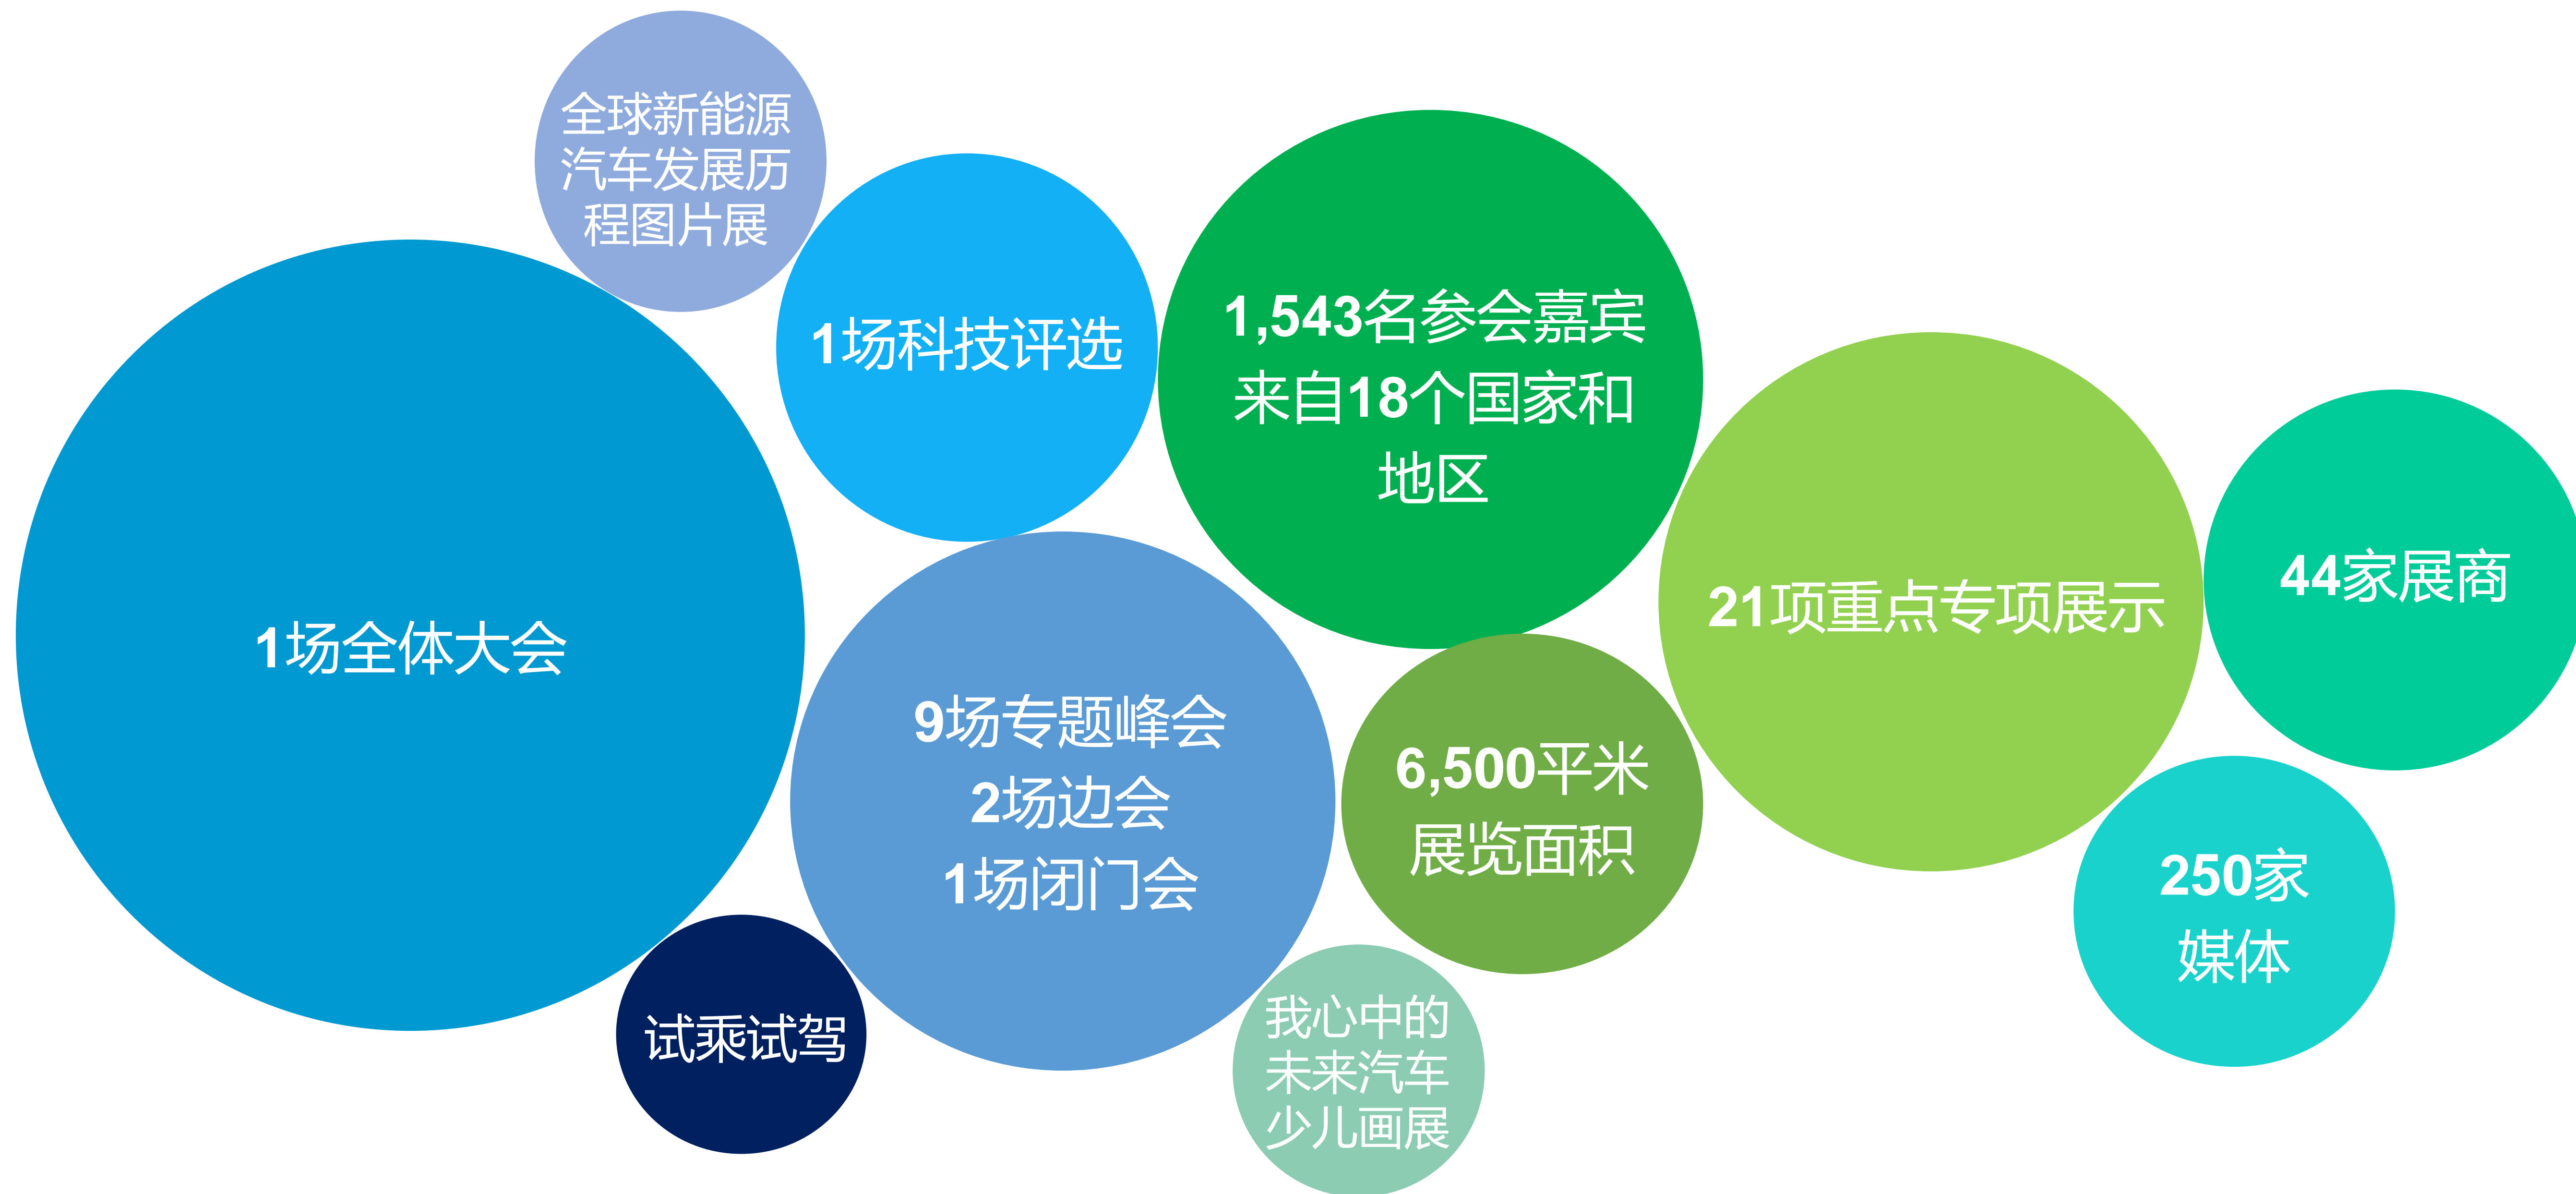 全球新能源
汽车发展历
程图片展
1场科技评选
1,543名参会嘉宾
来自18个国家和
地区
1场全体大会
9场专题峰会
2场边会
1场闭门会
21项重点专项展示
44家展商
6,500平米
展览面积
250家
媒体
试乘试驾
我心中的
未来汽车
少儿画展